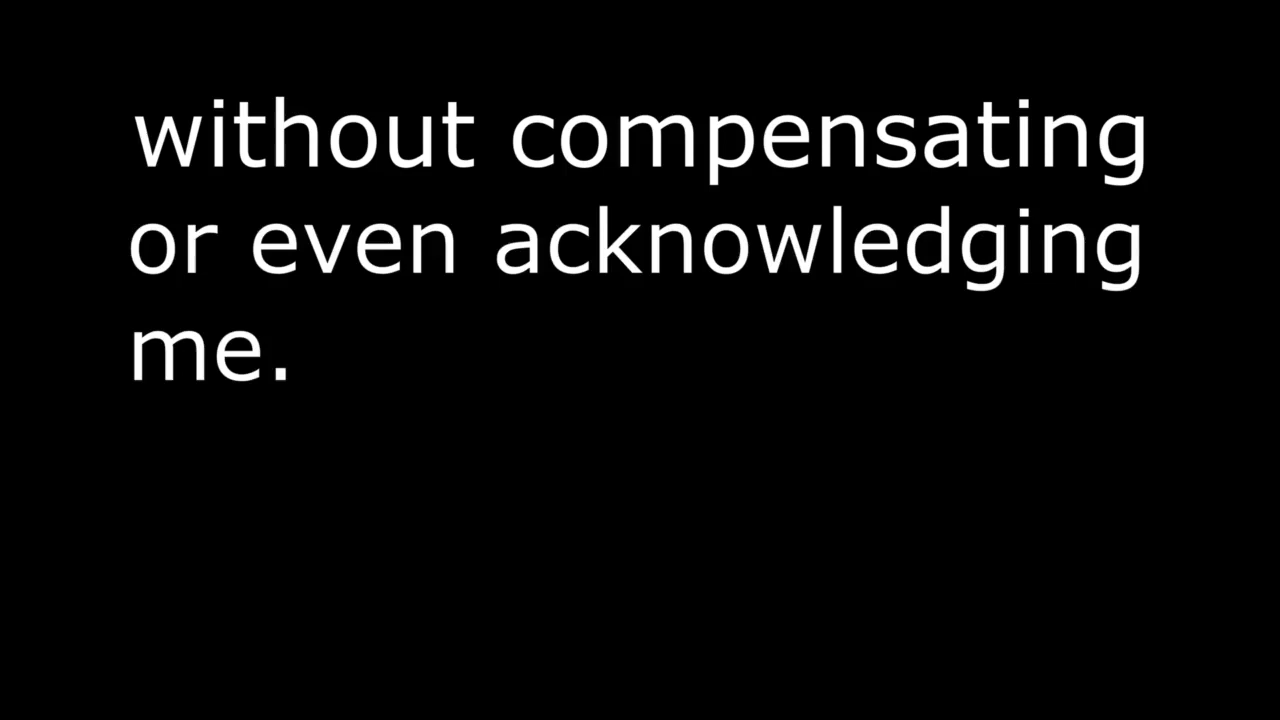 without compensating
or even acknowledging
me.